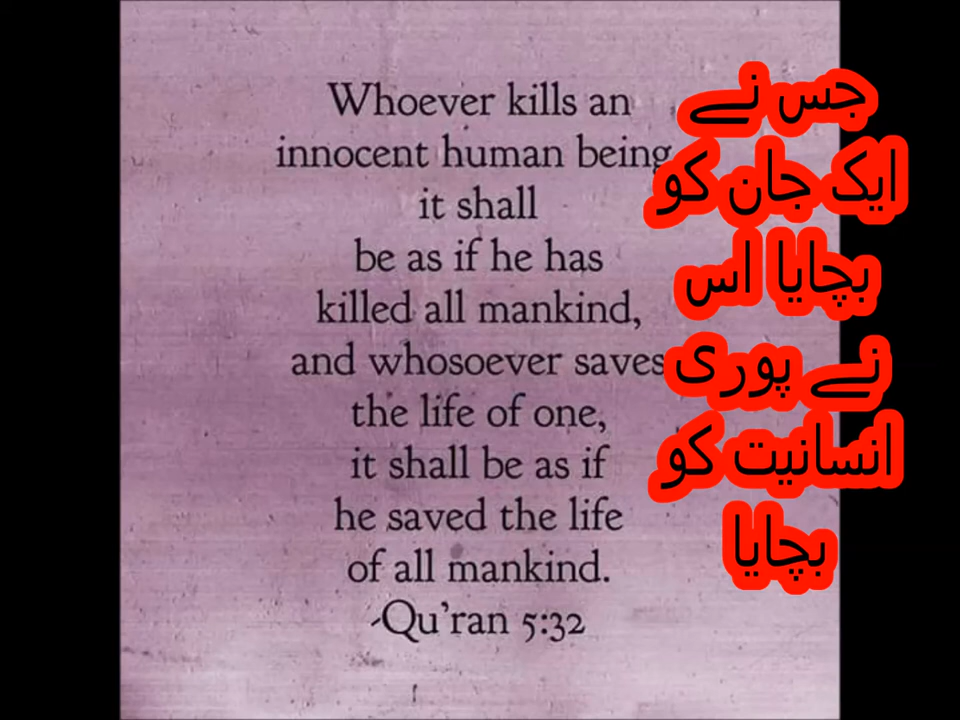 Whoever kills an
innocent human being,
it shall
be as if he has
killed all mankind,
and whosoever saves
the life of one,
it shall be as if
he saved the life
of all mankind.
-Qu'ran 5:32
جس نے
ایک جان کو
بچایا اس
نے پوری
انسانیت کو
بچایا